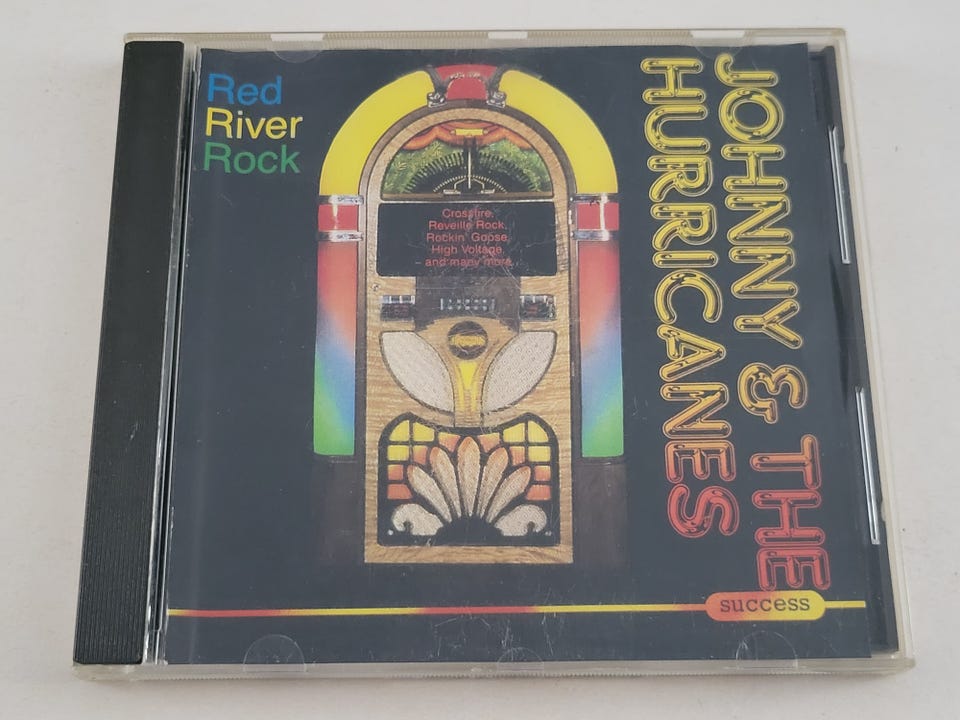 Red
River
Rock
Crossfire,
Reveille Rock,
Rockin' Goose,
High Voltage,
and many more
JOHNNY & THE
HURRICANES
success